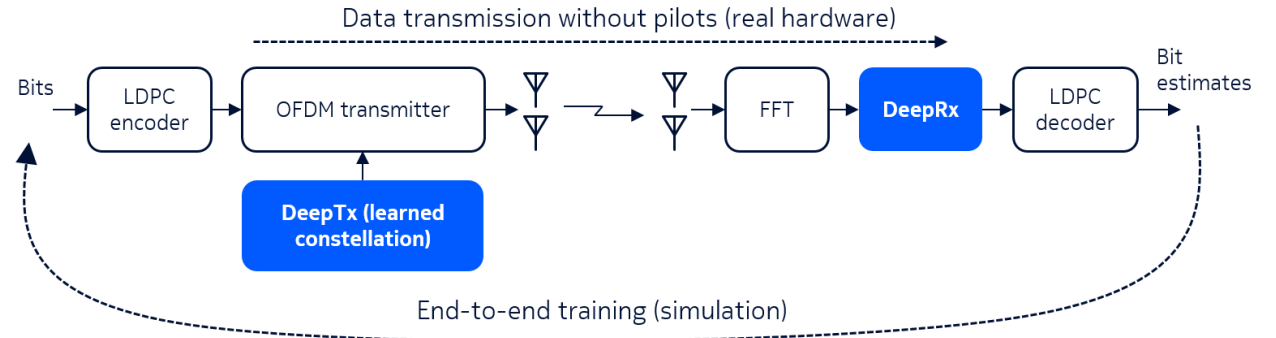 Data transmission without pilots (real hardware)
Bits
LDPC
encoder
OFDM transmitter
FFT
DeepRx
LDPC
decoder
Bit
estimates
DeepTx (learned
constellation)
End-to-end training (simulation)